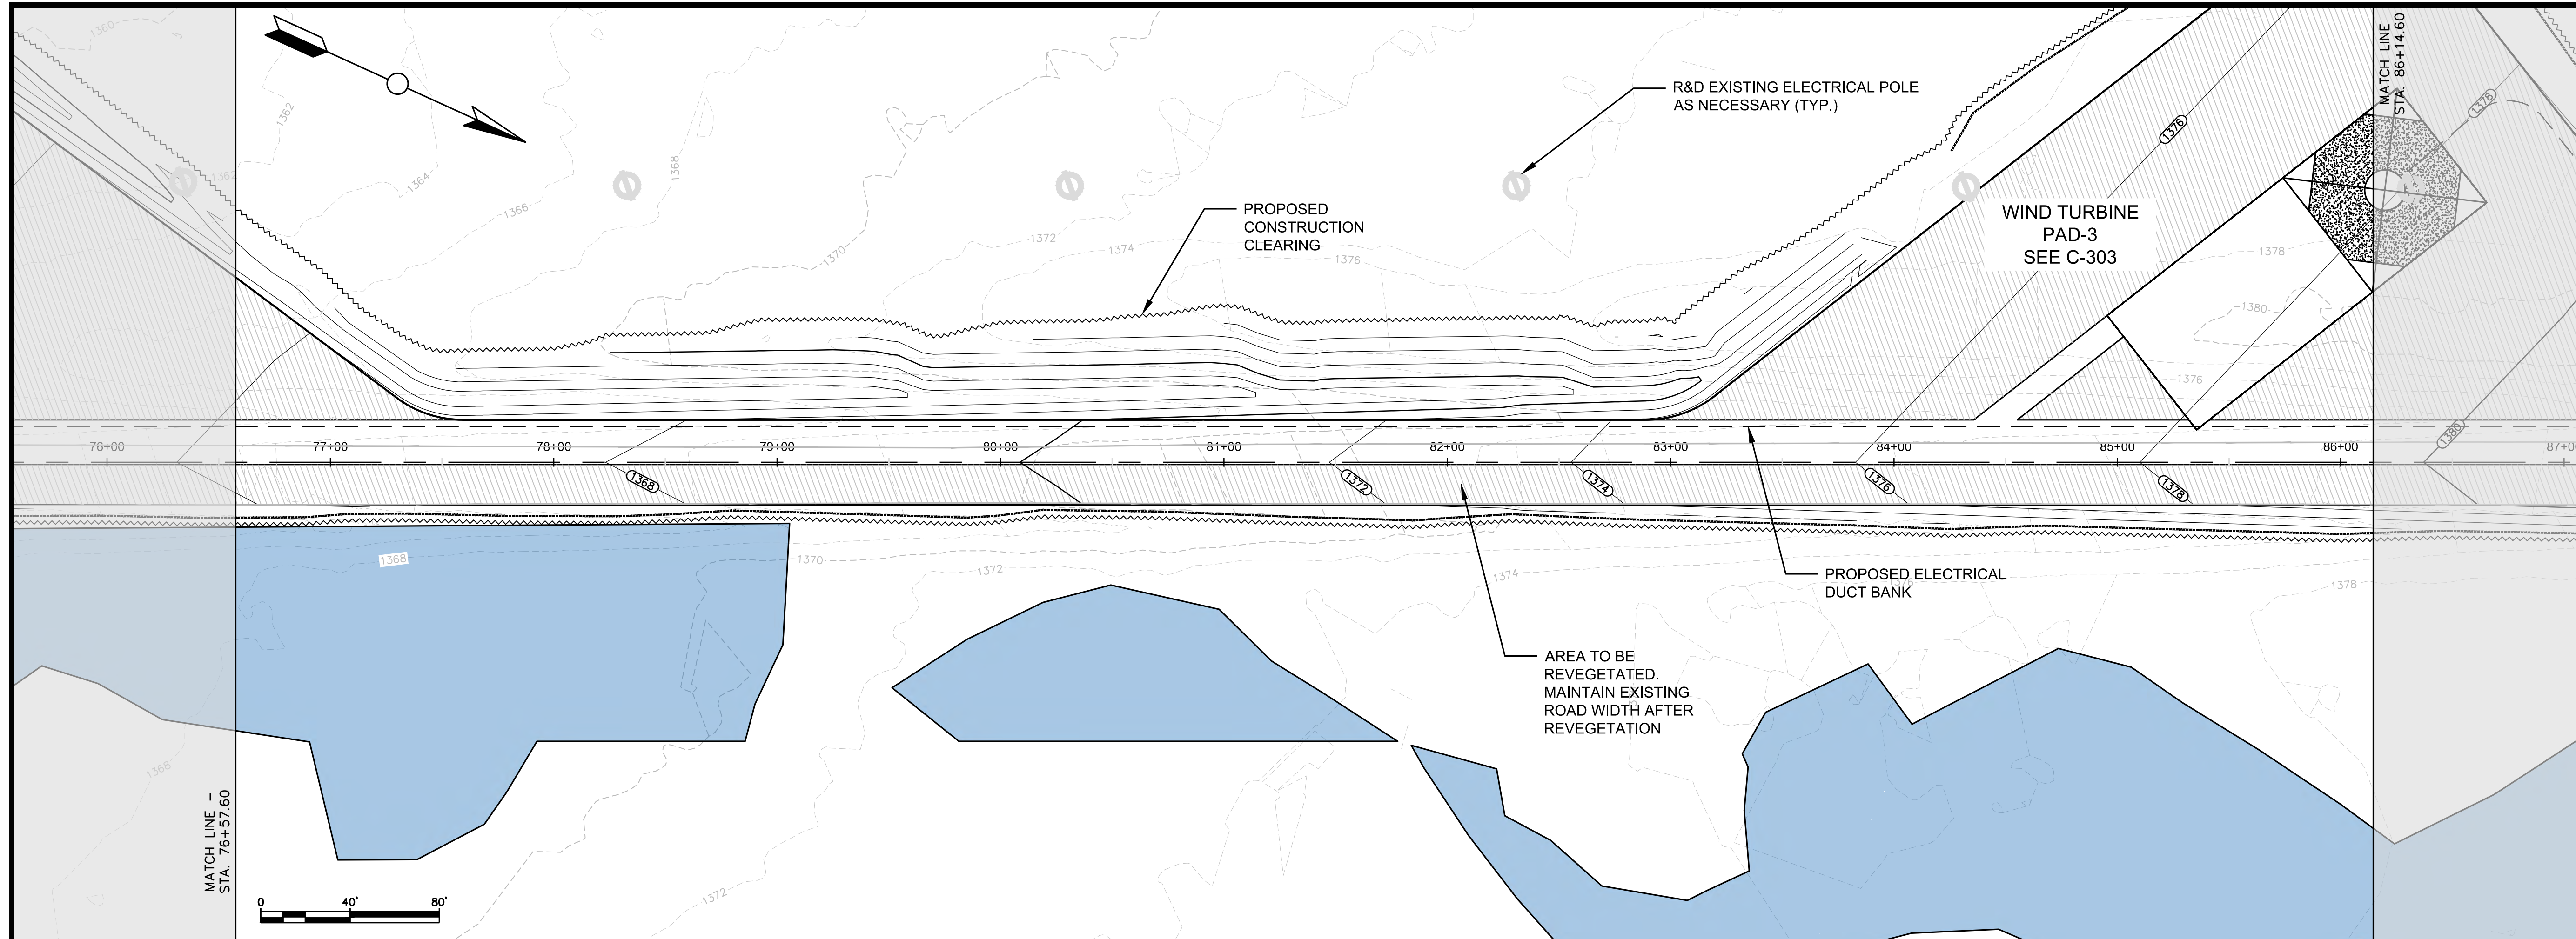 1360
1362
1362
1364
1366
1368
1370
1372
1374
1376
R&D EXISTING ELECTRICAL POLE
AS NECESSARY (TYP.)
PROPOSED
CONSTRUCTION
CLEARING
WIND TURBINE
PAD-3
SEE C-303
1376
MATCH LINE
STA. 86+14.60
1378
1378
1380
1376
1380
76+00
77+00
78+00
79+00
80+00
81+00
82+00
83+00
84+00
85+00
86+00
87+0
1368
1372
1374
1376
1378
1368
1370
1372
1374
1376
1378
PROPOSED ELECTRICAL
DUCT BANK
AREA TO BE
REVEGETATED.
MAINTAIN EXISTING
ROAD WIDTH AFTER
REVEGETATION
1368
1372
MATCH LINE –
STA. 76+57.60
0 40' 80'